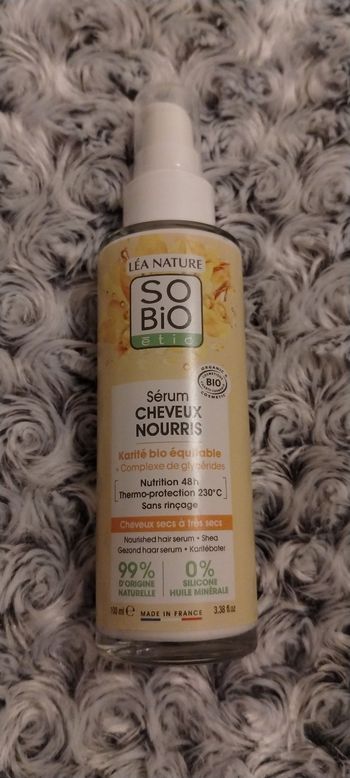 LÉA NATURE
SO
BiO
étic
ORGANIC
BIO
COSMETIC
Sérum
CHEVEUX
NOURRIS
Karité bio équitable
+ Complexe de glycérides
Nutrition 48h
Thermo-protection 230°C
Sans rinçage
Cheveux secs à très secs
Nourished hair serum • Shea
Gezond haar serum • Karitéboter
99%
D'ORIGINE
NATURELLE
0%
SILICONE
HUILE MINÉRALE
100 ml e MADE IN FRANCE 3,38 fl.oz